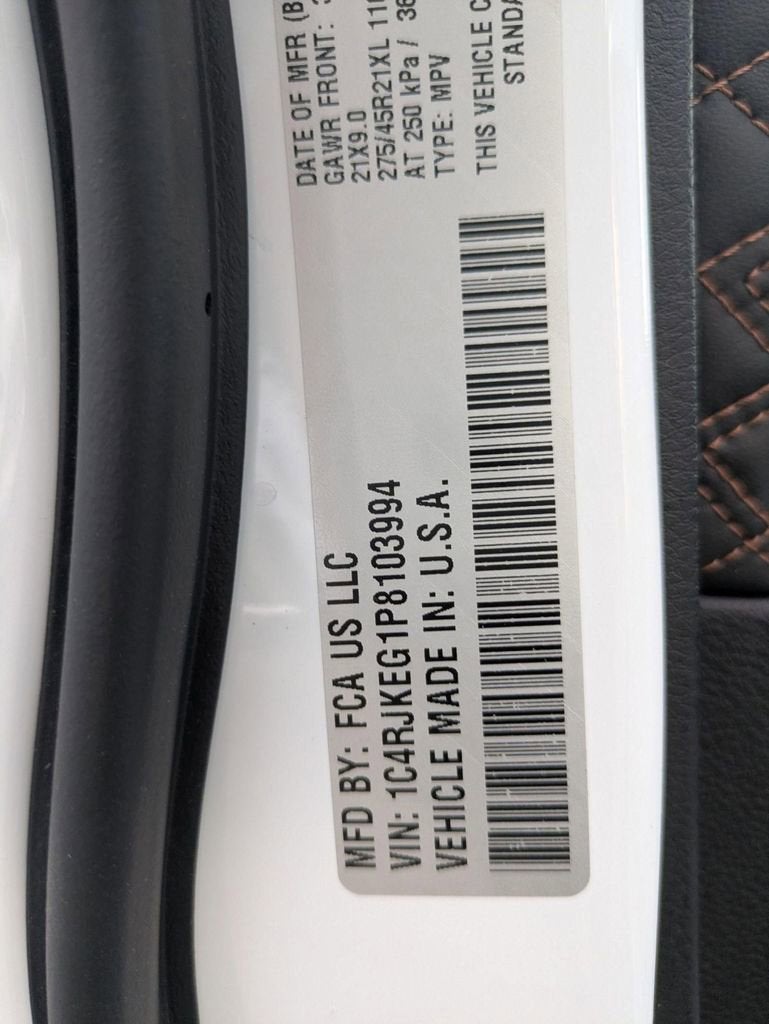 MFD BY: FCA US LLC
VIN: 1C4RJKEG1P8103994
VEHICLE MADE IN: U.S.A.
DATE OF MFR
GAWR FRONT:
21X9.0
275/45R21XL
AT 250 kPa /
TYPE: MPV
THIS VEHICLE